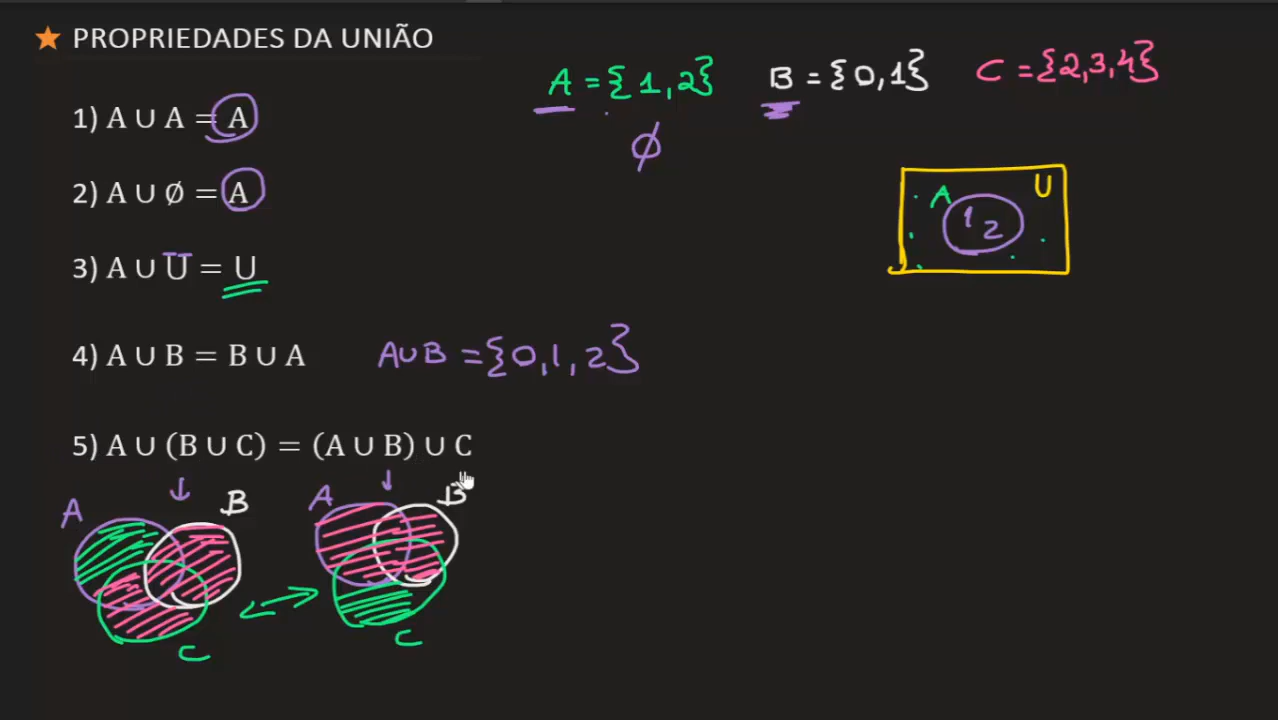 PROPRIEDADES DA UNIÃO
A = {1, 2} B = {0, 1} C = {2, 3, 4}
1) A ∪ A = A
∅
2) A ∪ ∅ = A
A 1 2 U
3) A ∪ U = U
4) A ∪ B = B ∪ A A∪B = {0, 1, 2}
5) A ∪ (B ∪ C) = (A ∪ B) ∪ C
A B A B
C C